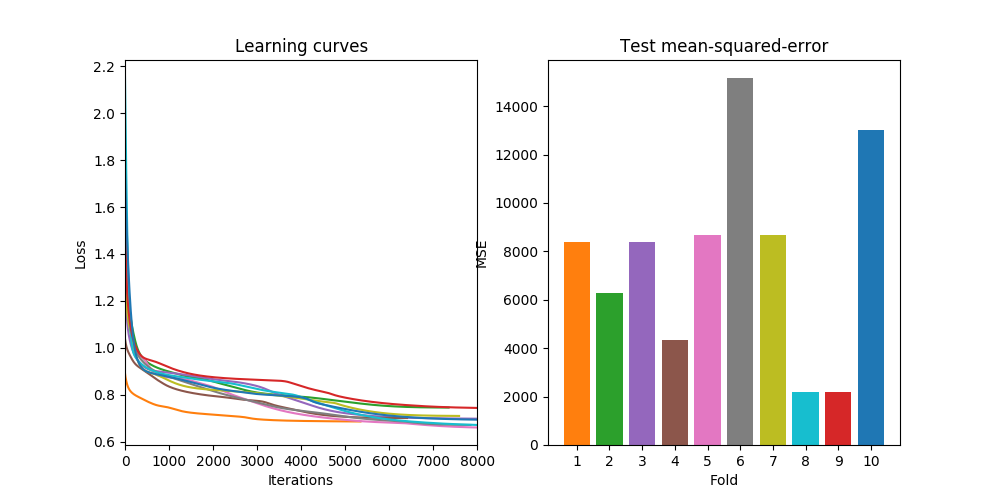 Learning curves
2.2
2.0
1.8
1.6
1.4
1.2
1.0
0.8
0.6
Loss
0 1000 2000 3000 4000 5000 6000 7000 8000
Iterations
Test mean-squared-error
14000
12000
10000
8000
6000
4000
2000
0
MSE
1 2 3 4 5 6 7 8 9 10
Fold